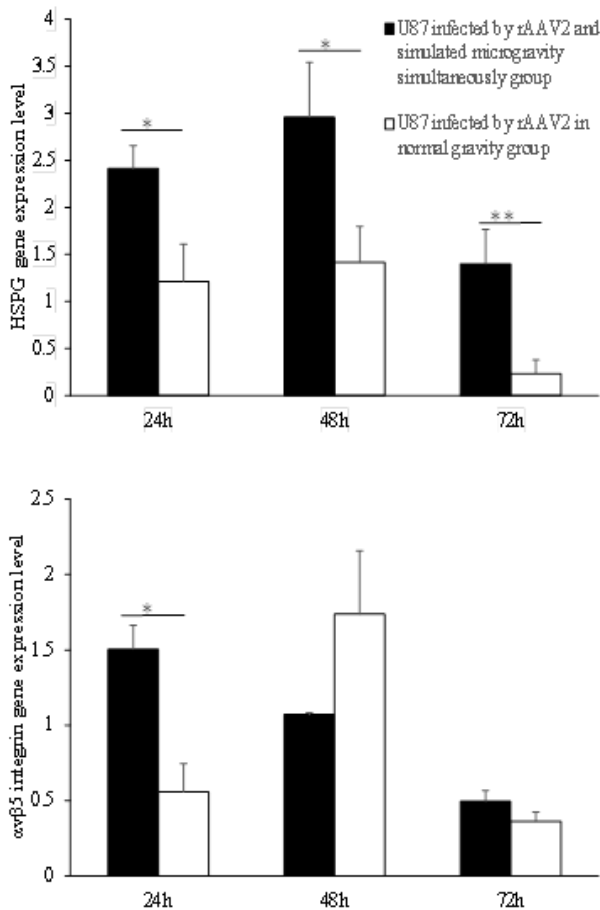 4
3.5
3
2.5
2
1.5
1
0.5
0
HSPG gene expression level
*
*
**
U87 infected by rAAV2 and
simulated microgravity
simultaneously group
U87 infected by rAAV2 in
normal gravity group
24h
48h
72h
2.5
2
1.5
1
0.5
0
αvβ5 integrin gene expression level
*
24h
48h
72h